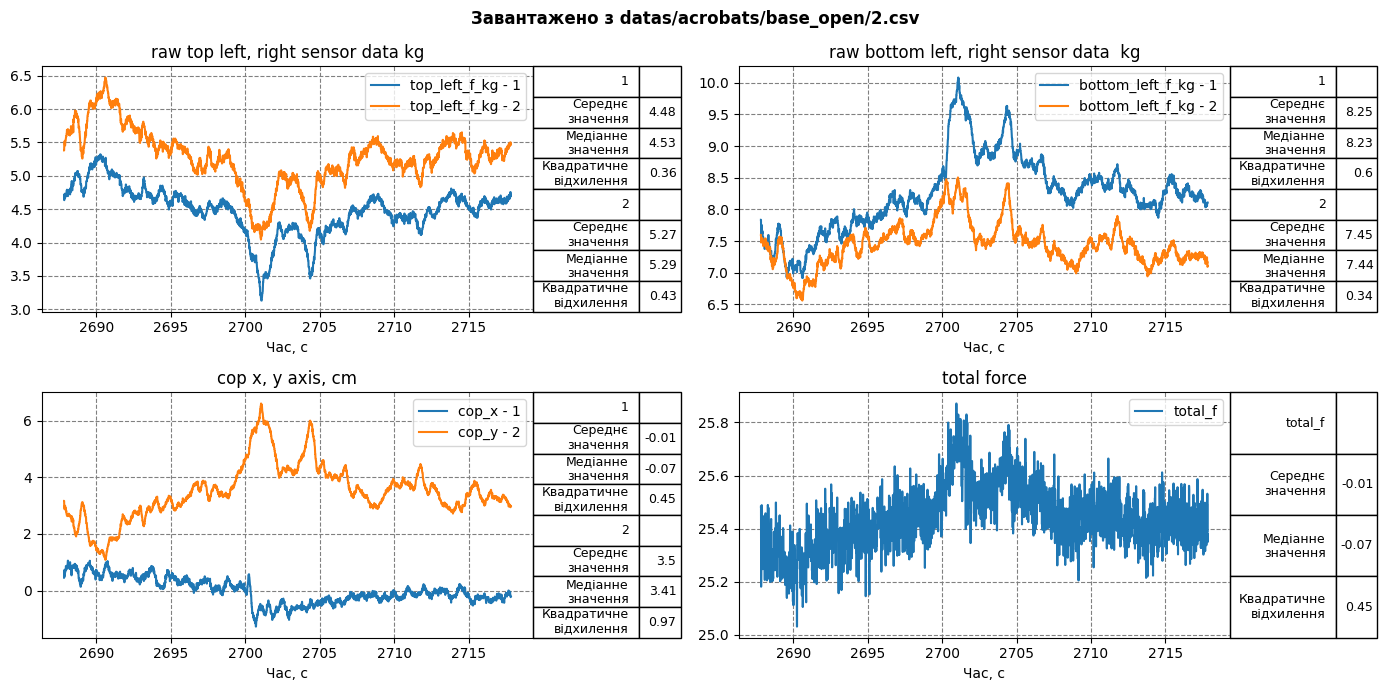 Завантажено з datas/acrobats/base_open/2.csv
raw top left, right sensor data kg
6.5
6.0
5.5
5.0
4.5
4.0
3.5
3.0
top_left_f_kg - 1
top_left_f_kg - 2
2690 2695 2700 2705 2710 2715
Час, с
1
Середнє
значення 4.48
Медіанне
значення 4.53
Квадратичне
відхилення 0.36
2
Середнє
значення 5.27
Медіанне
значення 5.29
Квадратичне
відхилення 0.43
raw bottom left, right sensor data  kg
10.0
9.5
9.0
8.5
8.0
7.5
7.0
6.5
bottom_left_f_kg - 1
bottom_left_f_kg - 2
2690 2695 2700 2705 2710 2715
Час, с
1
Середнє
значення 8.25
Медіанне
значення 8.23
Квадратичне
відхилення 0.6
2
Середнє
значення 7.45
Медіанне
значення 7.44
Квадратичне
відхилення 0.34
cop x, y axis, cm
6
4
2
0
cop_x - 1
cop_y - 2
2690 2695 2700 2705 2710 2715
Час, с
1
Середнє
значення -0.01
Медіанне
значення -0.07
Квадратичне
відхилення 0.45
2
Середнє
значення 3.5
Медіанне
значення 3.41
Квадратичне
відхилення 0.97
total force
25.8
25.6
25.4
25.2
25.0
total_f
2690 2695 2700 2705 2710 2715
Час, с
total_f
Середнє
значення -0.01
Медіанне
значення -0.07
Квадратичне
відхилення 0.45